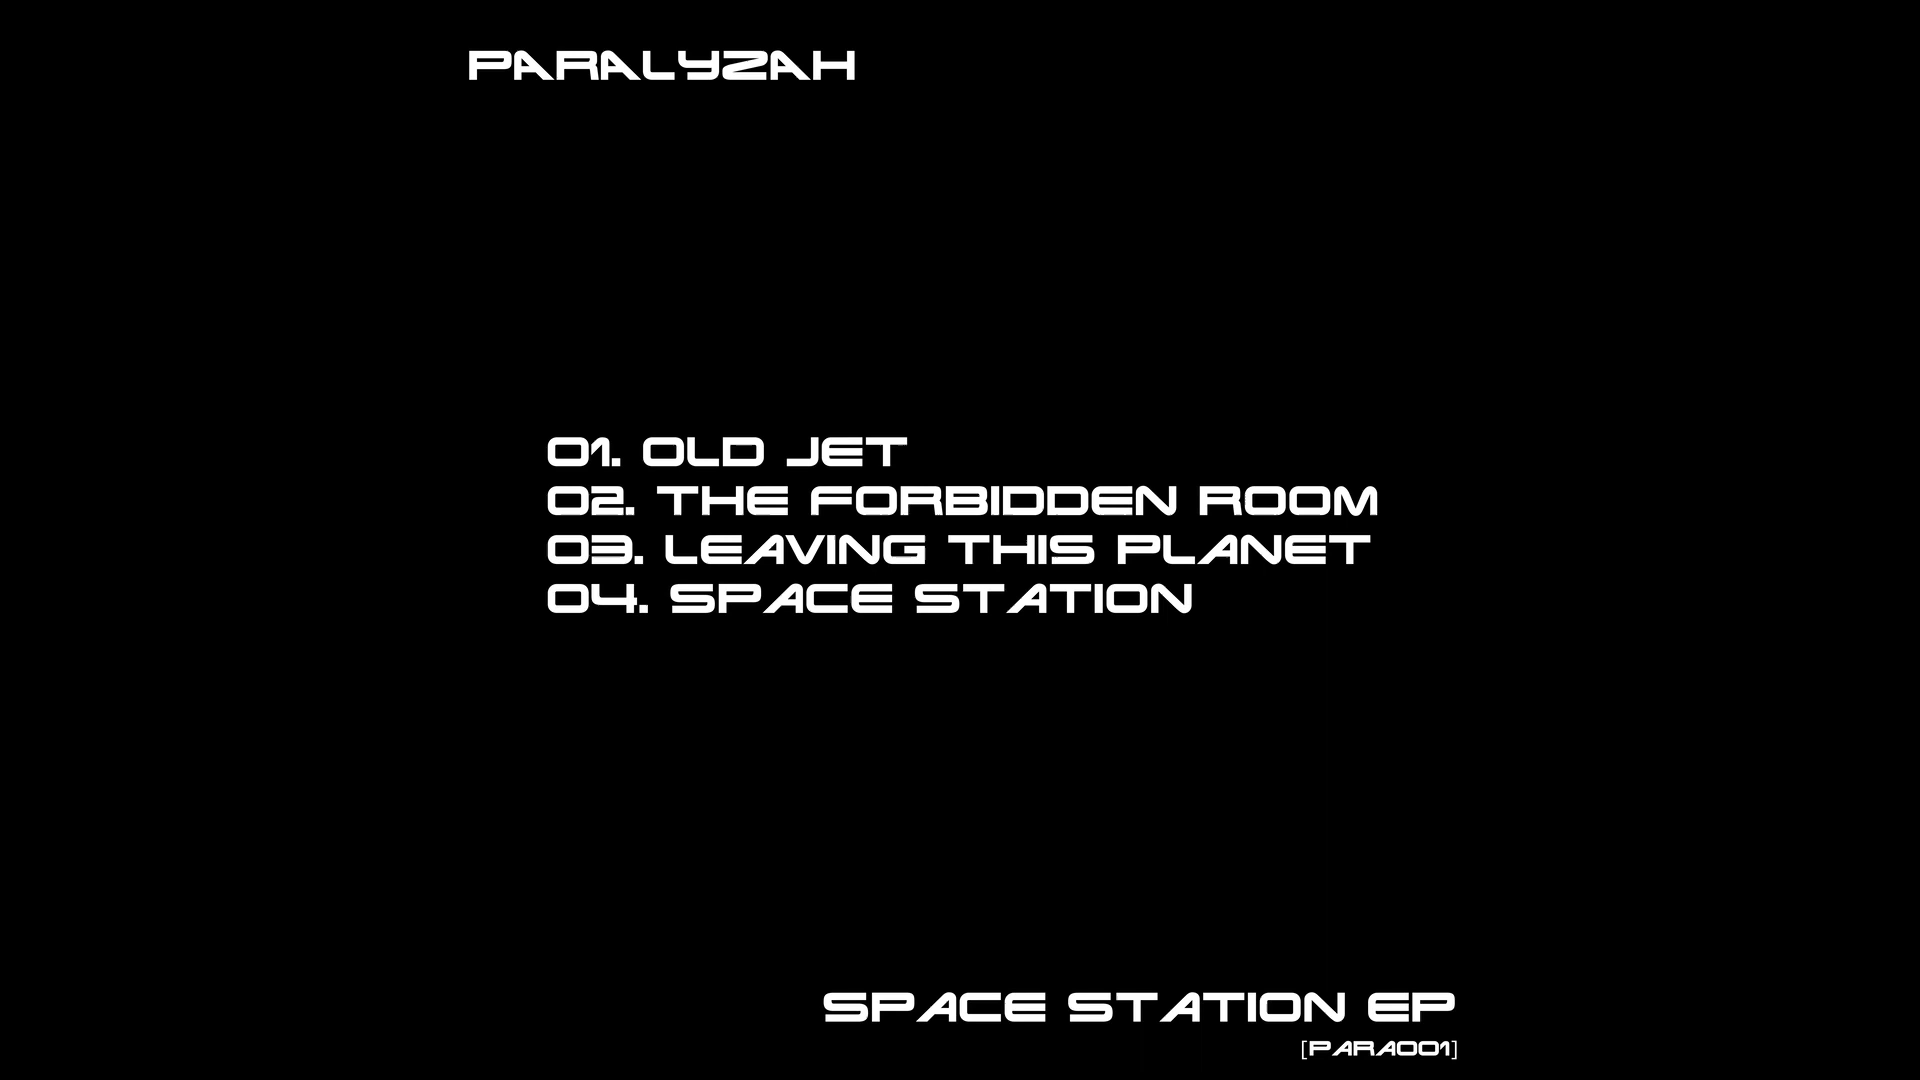 PARALYZAH
01. OLD JET
02. THE FORBIDDEN ROOM
03. LEAVING THIS PLANET
04. SPACE STATION
SPACE STATION EP
[PARA001]